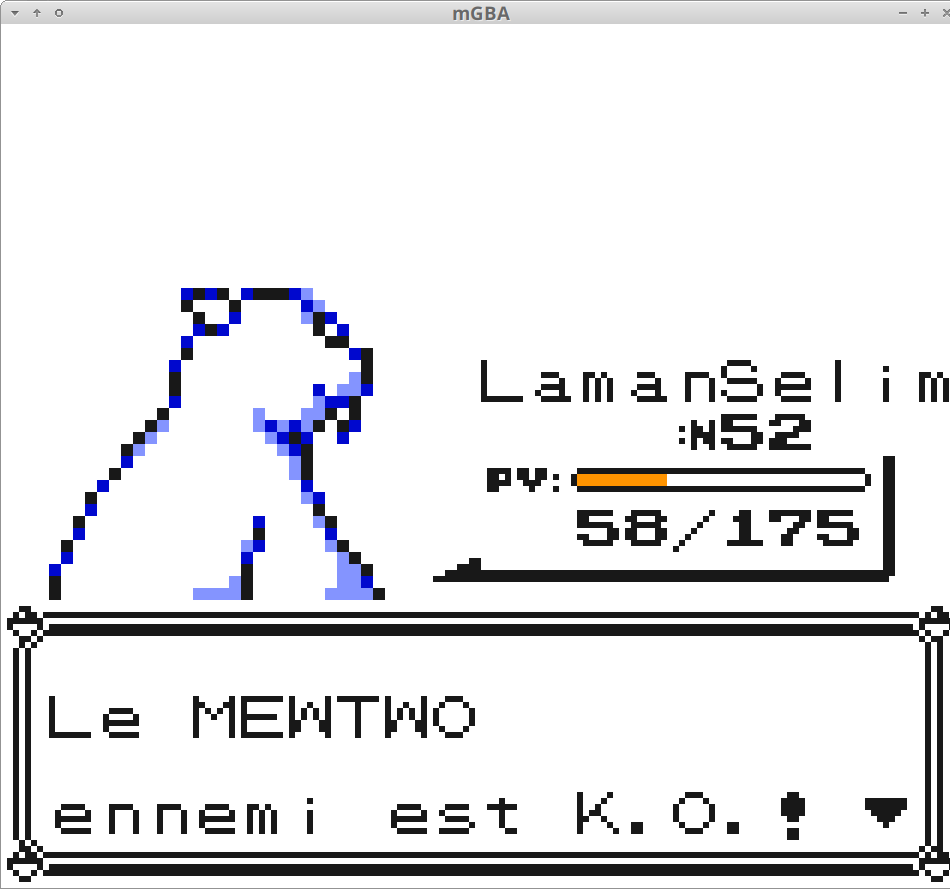 mGBA
LamanSelim
:N52
PV:
58/175
Le MEWTWO
ennemi est K.O.!